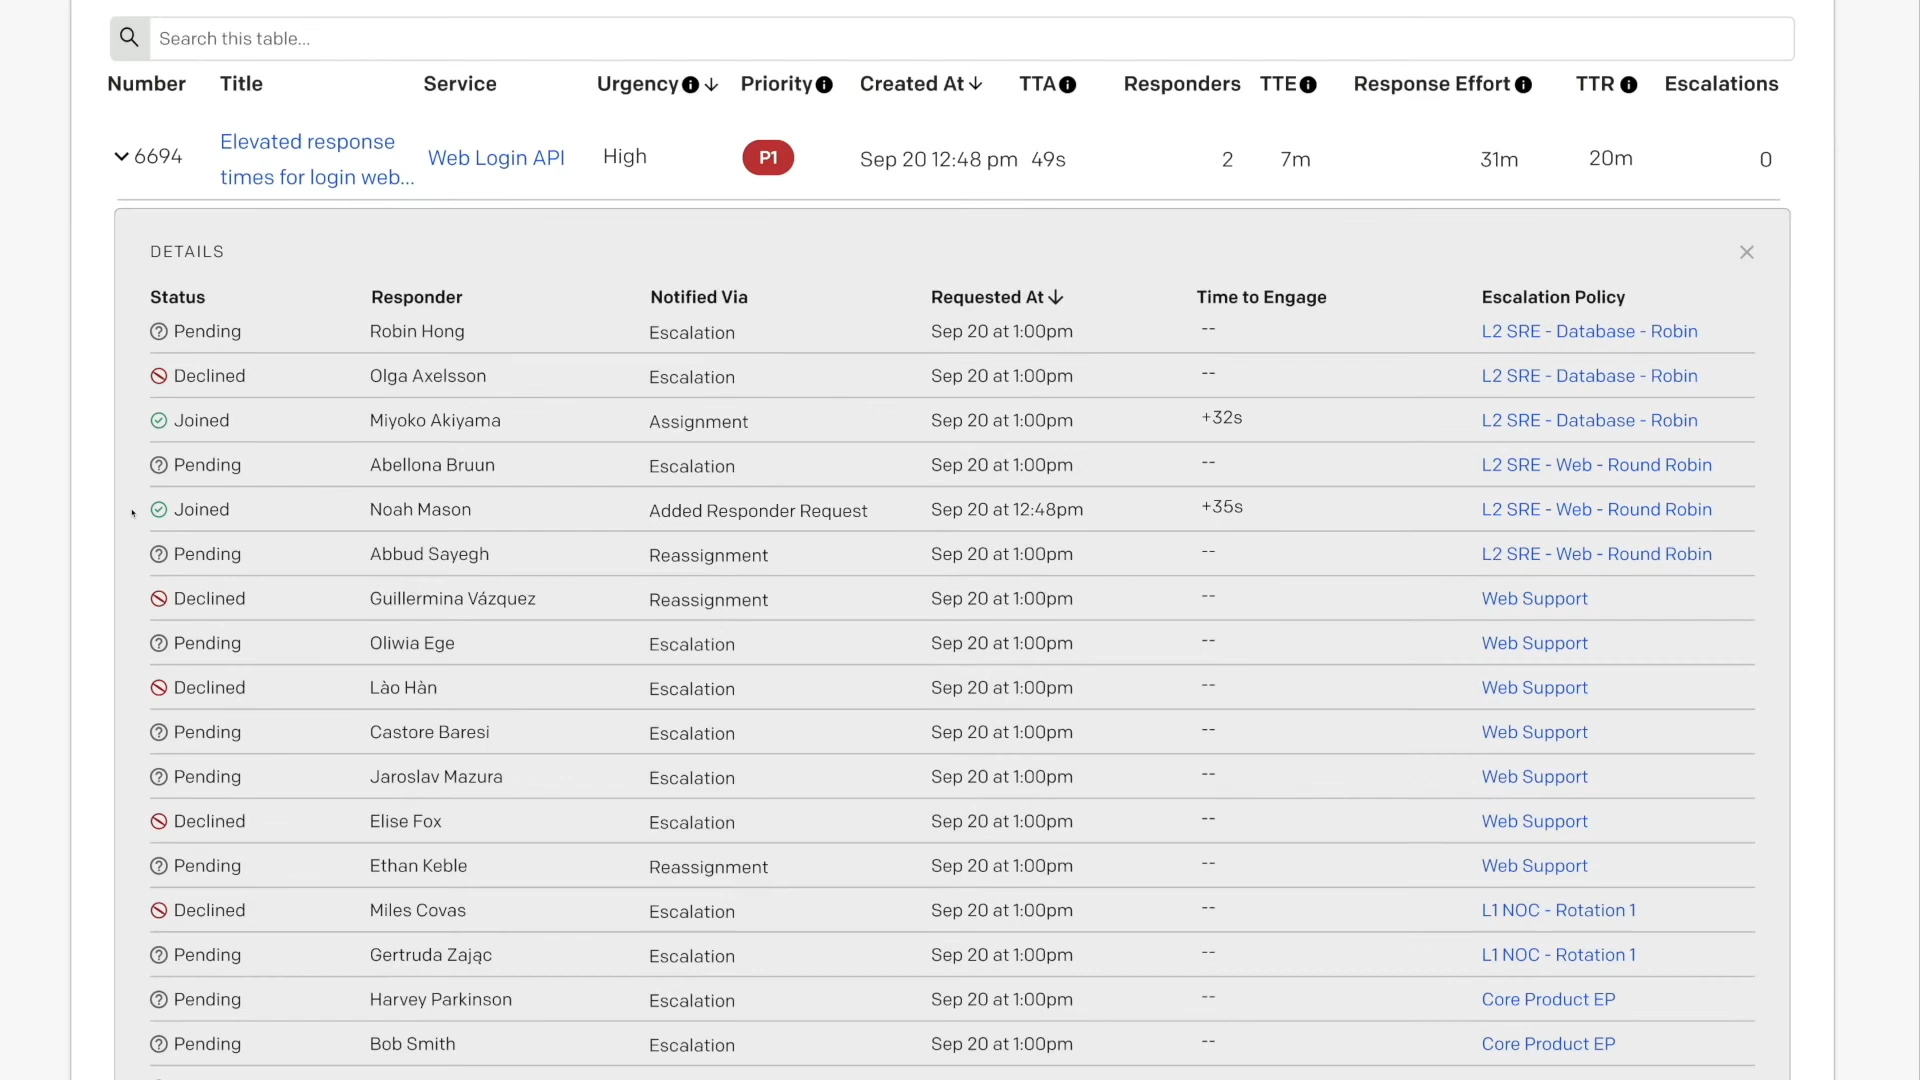 Search this table...
Number Title Service Urgency Priority Created At TTA Responders TTE Response Effort TTR Escalations
6694 Elevated response times for login web... Web Login API High P1 Sep 20 12:48 pm 49s 2 7m 31m 20m 0
DETAILS
Status Responder Notified Via Requested At Time to Engage Escalation Policy
Pending Robin Hong Escalation Sep 20 at 1:00pm -- L2 SRE - Database - Robin
Declined Olga Axelsson Escalation Sep 20 at 1:00pm -- L2 SRE - Database - Robin
Joined Miyoko Akiyama Assignment Sep 20 at 1:00pm +32s L2 SRE - Database - Robin
Pending Abellona Bruun Escalation Sep 20 at 1:00pm -- L2 SRE - Web - Round Robin
Joined Noah Mason Added Responder Request Sep 20 at 12:48pm +35s L2 SRE - Web - Round Robin
Pending Abbud Sayegh Reassignment Sep 20 at 1:00pm -- L2 SRE - Web - Round Robin
Declined Guillermina Vázquez Reassignment Sep 20 at 1:00pm -- Web Support
Pending Oliwia Ege Escalation Sep 20 at 1:00pm -- Web Support
Declined Lào Hàn Escalation Sep 20 at 1:00pm -- Web Support
Pending Castore Baresi Escalation Sep 20 at 1:00pm -- Web Support
Pending Jaroslav Mazura Escalation Sep 20 at 1:00pm -- Web Support
Declined Elise Fox Escalation Sep 20 at 1:00pm -- Web Support
Pending Ethan Keble Reassignment Sep 20 at 1:00pm -- Web Support
Declined Miles Covas Escalation Sep 20 at 1:00pm -- L1 NOC - Rotation 1
Pending Gertruda Zając Escalation Sep 20 at 1:00pm -- L1 NOC - Rotation 1
Pending Harvey Parkinson Escalation Sep 20 at 1:00pm -- Core Product EP
Pending Bob Smith Escalation Sep 20 at 1:00pm -- Core Product EP